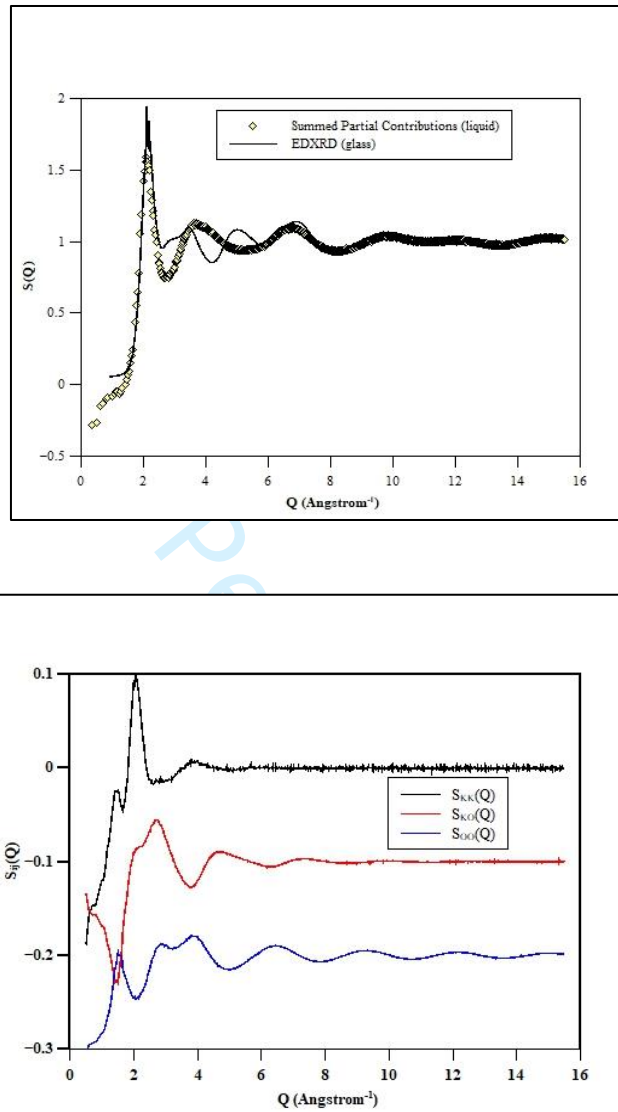 2
1.5
1
0.5
0
−0.5
S(Q)
Summed Partial Contributions (liquid)
EDXRD (glass)
0 2 4 6 8 10 12 14 16
Q (Angstrom⁻¹)
Pe
0.1
0
−0.1
−0.2
−0.3
Sij(Q)
SKK(Q)
SKO(Q)
SOO(Q)
0 2 4 6 8 10 12 14 16
Q (Angstrom⁻¹)